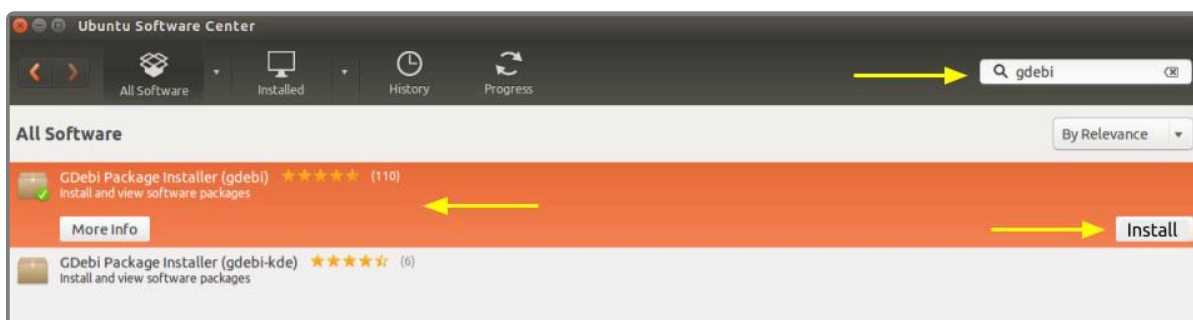 Ubuntu Software Center
All Software
Installed
History
Progress
gdebi
All Software
By Relevance
GDebi Package Installer (gdebi) (110)
Install and view software packages
More Info
Install
GDebi Package Installer (gdebi-kde) (6)
Install and view software packages